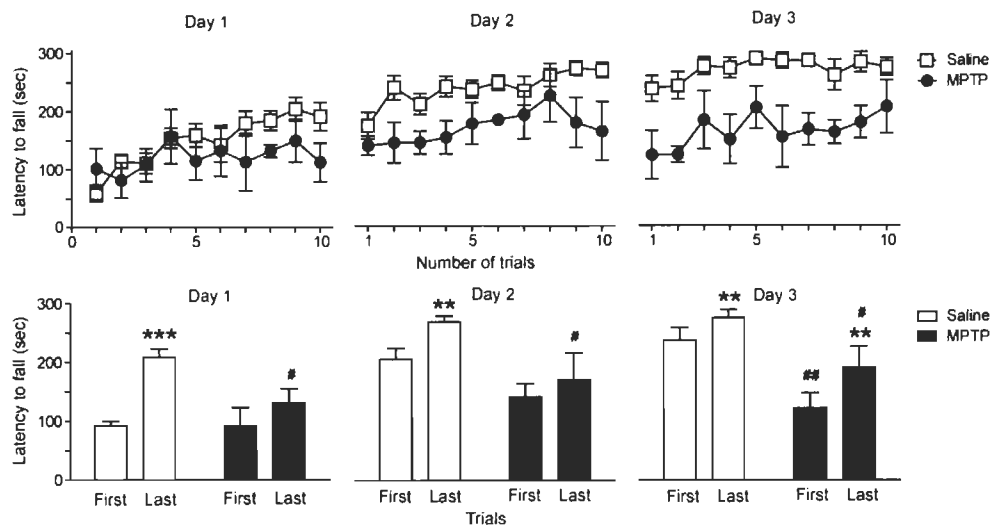 Day 1
Day 2
Day 3
Latency to fall (sec)
300
200
100
0
Saline
MPTP
0 5 10
1 5 10
1 5 10
Number of trials
Day 1
Day 2
Day 3
Latency to fall (sec)
300
200
100
0
***
#
**
#
**
##
#
**
Saline
MPTP
First Last First Last
First Last First Last
First Last First Last
Trials